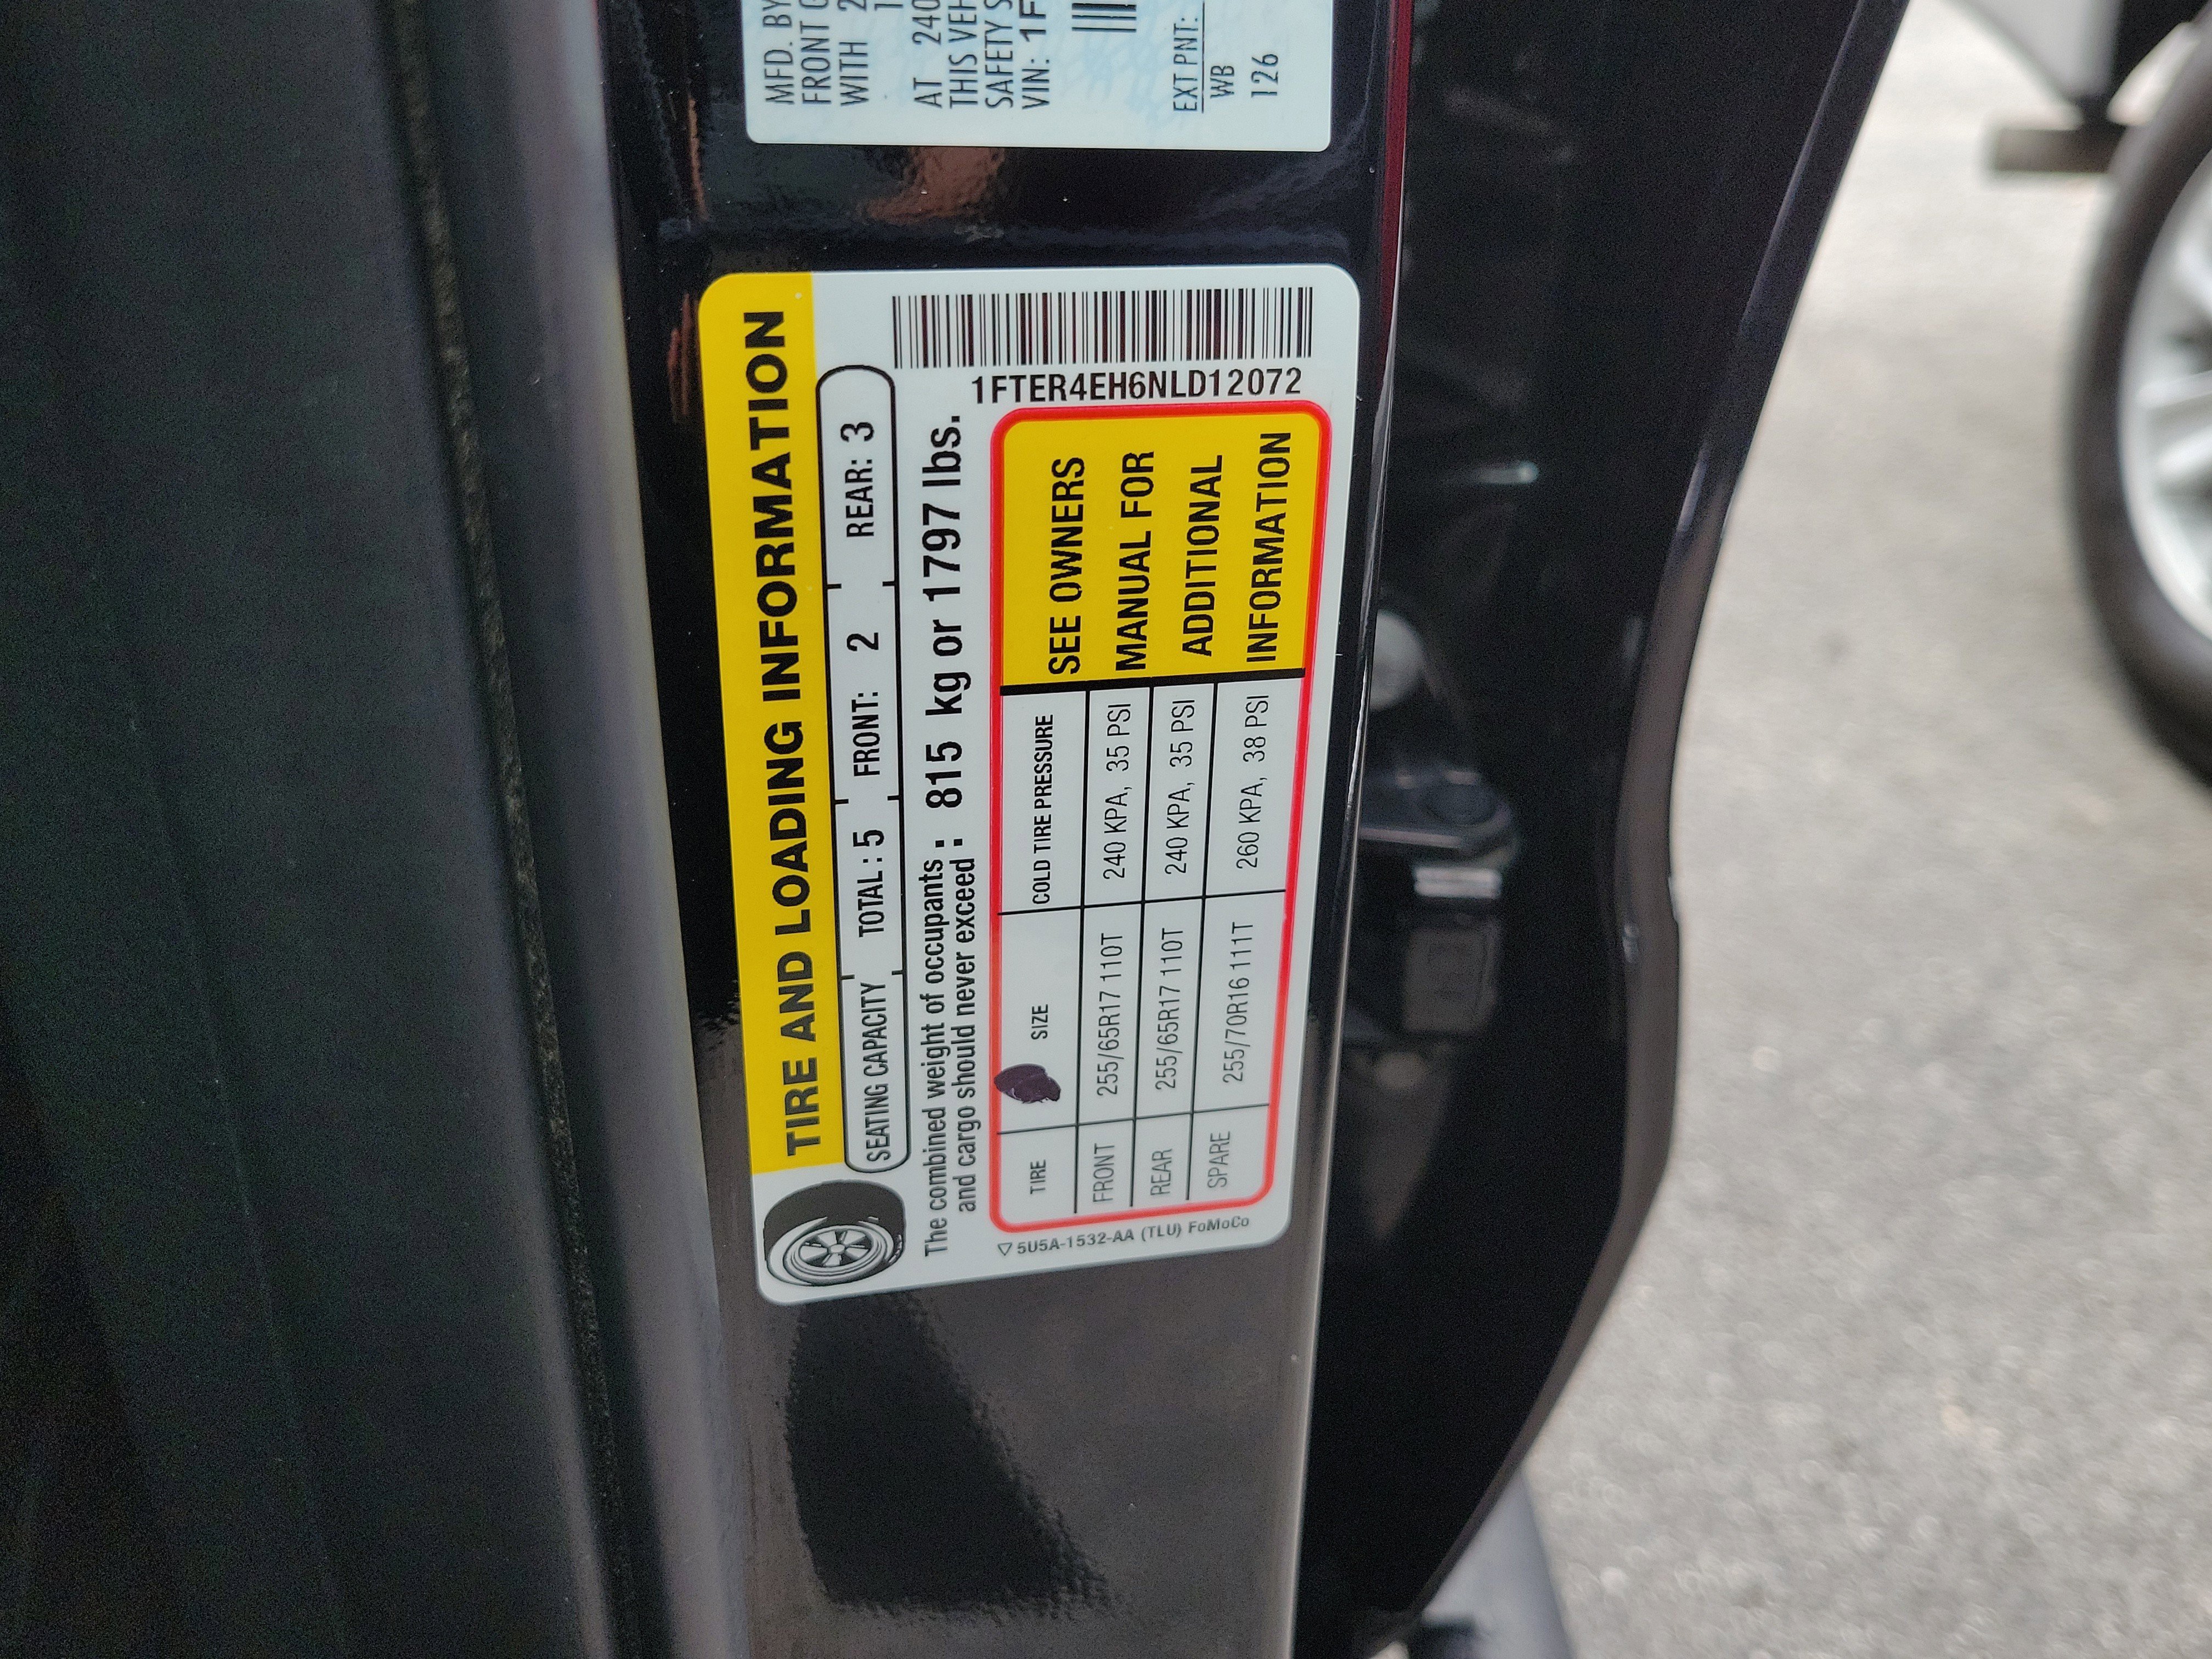 TIRE AND LOADING INFORMATION
SEATING CAPACITY TOTAL : 5 FRONT: 2 REAR: 3
The combined weight of occupants : 815 kg or 1797 lbs.
and cargo should never exceed :
1FTER4EH6NLD12072
TIRE SIZE COLD TIRE PRESSURE
FRONT 255/65R17 110T 240 KPA, 35 PSI
REAR 255/65R17 110T 240 KPA, 35 PSI
SPARE 255/70R16 111T 260 KPA, 38 PSI
SEE OWNERS
MANUAL FOR
ADDITIONAL
INFORMATION
5U5A-1532-AA (TLU) FoMoCo
MFD. BY
FRONT
WITH 2
AT 240
THIS VEH
SAFETY S
VIN: 1F
EXT PNT:
WB
126